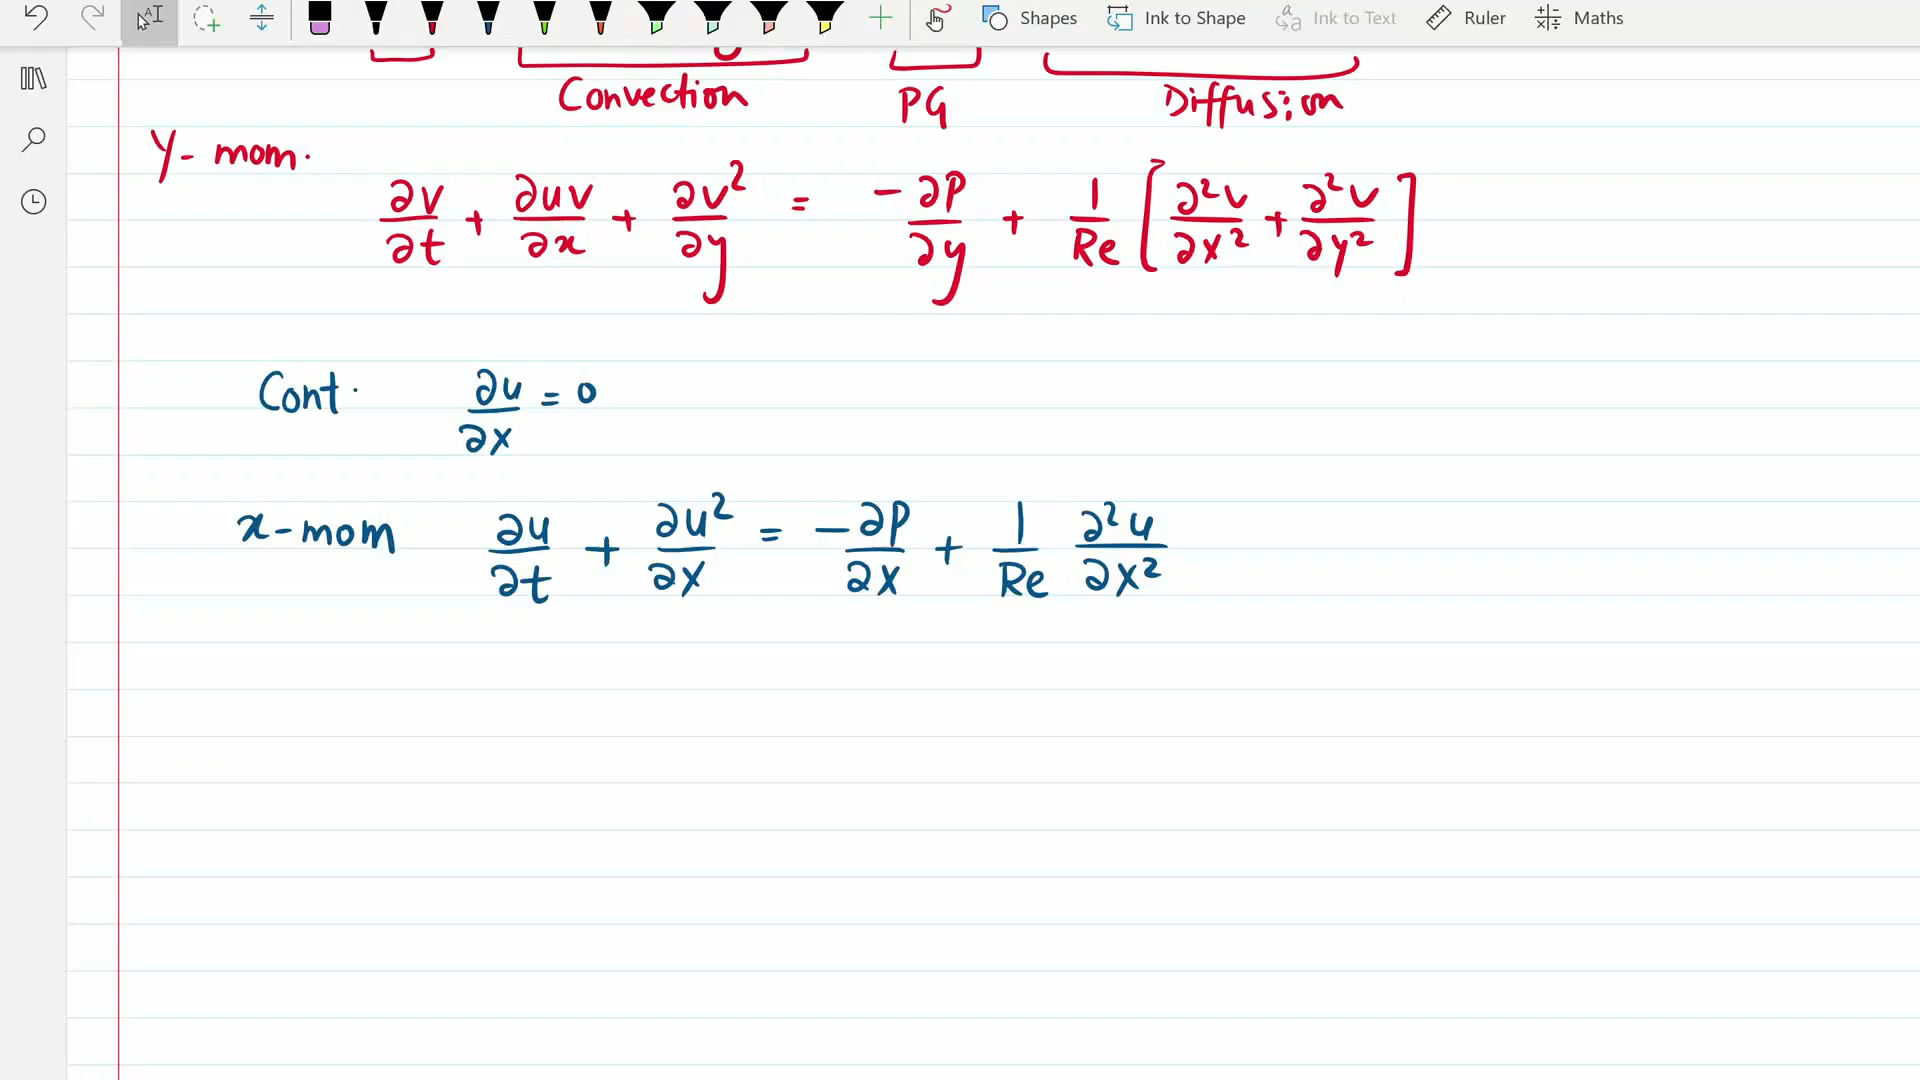 Shapes Ink to Shape Ink to Text Ruler Maths
Convection PG Diffusion
Y- mom.
∂v/∂t + ∂uv/∂x + ∂v²/∂y = -∂P/∂y + 1/Re [∂²v/∂x² + ∂²v/∂y²]
Cont. ∂u/∂x = 0
x-mom ∂u/∂t + ∂u²/∂x = -∂P/∂x + 1/Re ∂²u/∂x²